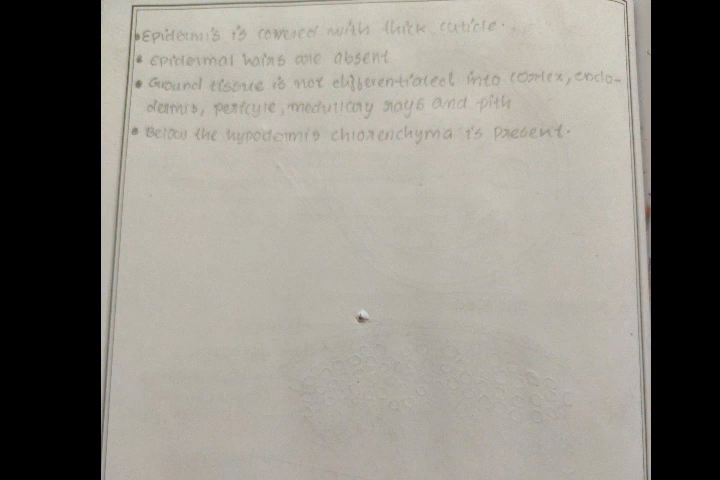 • Epidermis is covered with thick cuticle.
• Epidermal hairs are absent
• Ground tissue is not differentiated into cortex, endo-
dermis, pericycle, medullary rays and pith
• Below the hypodermis chlorenchyma is present.